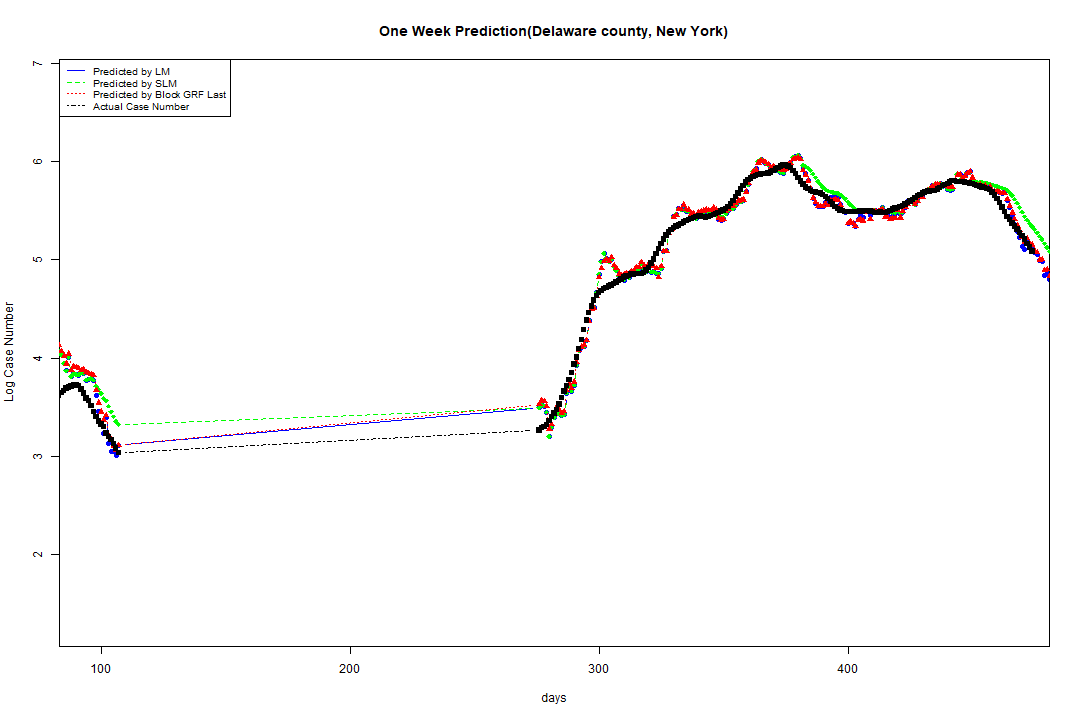 One Week Prediction(Delaware county, New York)
Predicted by LM
Predicted by SLM
Predicted by Block GRF Last
Actual Case Number
7
6
5
4
3
2
Log Case Number
100 200 300 400
days